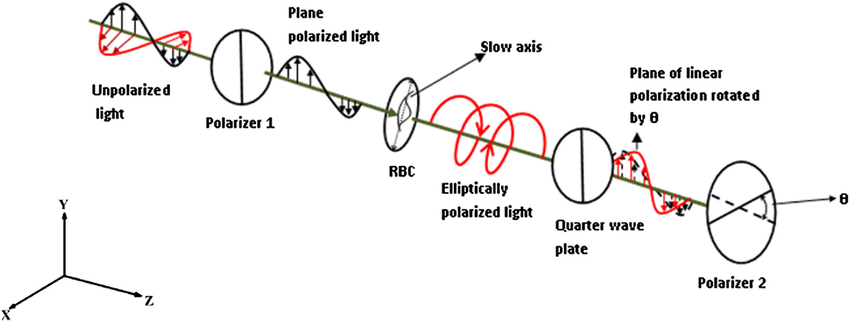 Plane
polarized light
Slow axis
Unpolarized
light
Polarizer 1
Plane of linear
polarization rotated
by θ
RBC
Elliptically
polarized light
Quarter wave
plate
θ
Polarizer 2
Y
X
Z